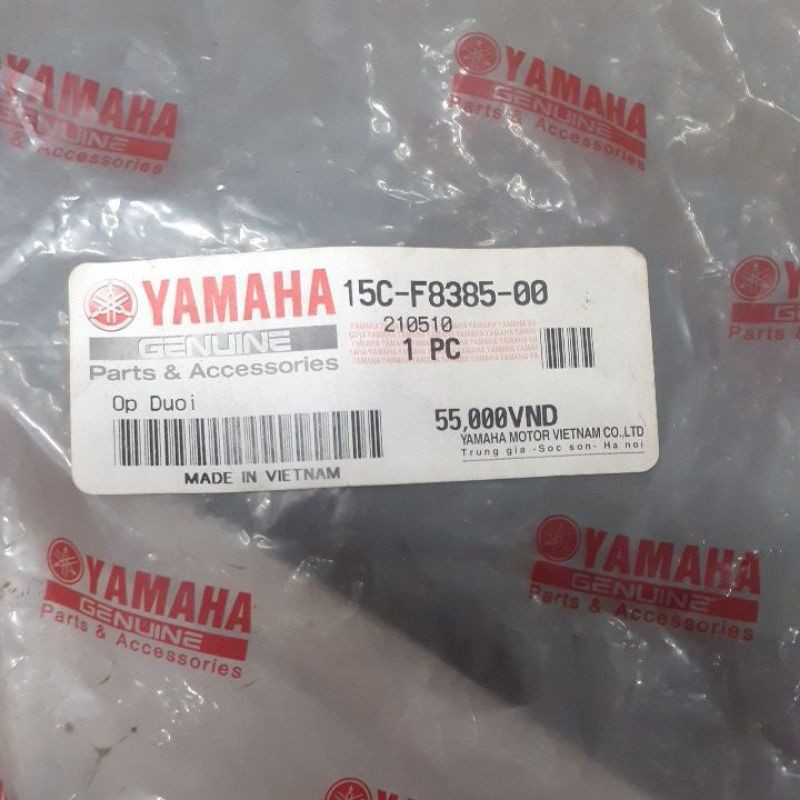 YAMAHA
GENUINE
Parts & Accessories
YAMAHA
GENUINE
& Accessories
YAMAHA
YAMAHA 15C-F8385-00
GENUINE
Parts & Accessories
210510
1 PC
Op Duoi
55,000VND
YAMAHA MOTOR VIETNAM CO.,LTD
Trung gia -Soc son- Ha noi
MADE IN VIETNAM
YAMAHA
GENUINE
Parts & Accessories
YAMAHA
GENUINE
Parts & Accessories
YAMAHA